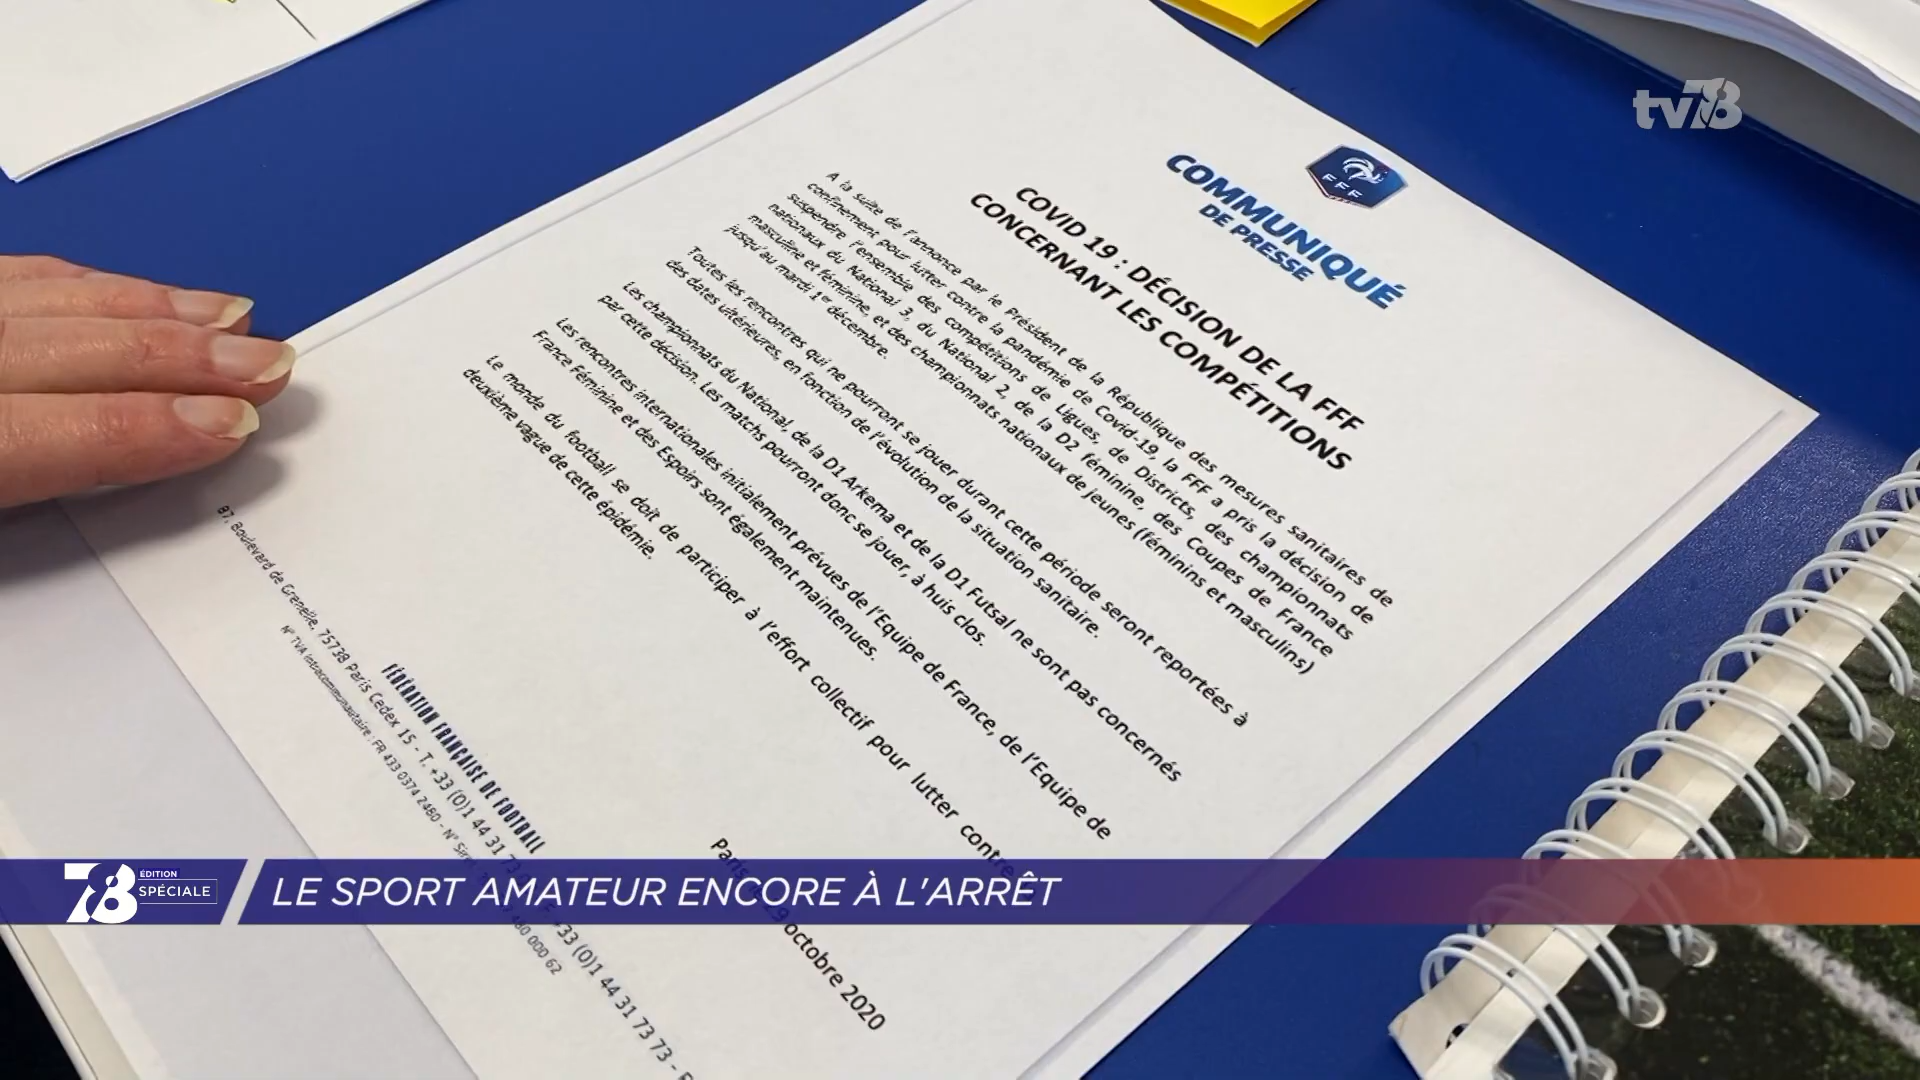 tv78
FFF
COMMUNIQUÉ
DE PRESSE
COVID 19 : DÉCISION DE LA FFF
CONCERNANT LES COMPÉTITIONS
A la suite de l'annonce par le Président de la République des mesures sanitaires de
confinement pour lutter contre la pandémie de Covid-19, la FFF a pris la décision de
suspendre l'ensemble des compétitions de Ligues, de Districts, des championnats
nationaux du National 3, du National 2, de la D2 féminine, des Coupes de France
masculine et féminine, et des championnats nationaux de jeunes (féminins et masculins)
jusqu'au mardi 1er décembre.
Toutes les rencontres qui ne pourront se jouer durant cette période seront reportées à
des dates ultérieures, en fonction de l'évolution de la situation sanitaire.
Les championnats du National, de la D1 Arkema et de la D1 Futsal ne sont pas concernés
par cette décision. Les matchs pourront donc se jouer, à huis clos.
Les rencontres internationales initialement prévues de l'Equipe de France, de l'Equipe de
France Féminine et des Espoirs sont également maintenues.
Le monde du football se doit de participer à l'effort collectif pour lutter contre
deuxième vague de cette épidémie.
Paris, 29 octobre 2020
FÉDÉRATION FRANÇAISE DE FOOTBALL
87, Boulevard de Grenelle, 75738 Paris Cedex 15 - T. +33 (0)1 44 31 73 +33 (0)1 44 31 73 73 -
N° TVA intracommunautaire : FR 433 0374 2480 - N° 000 62
78 ÉDITION
SPÉCIALE
LE SPORT AMATEUR ENCORE À L'ARRÊT